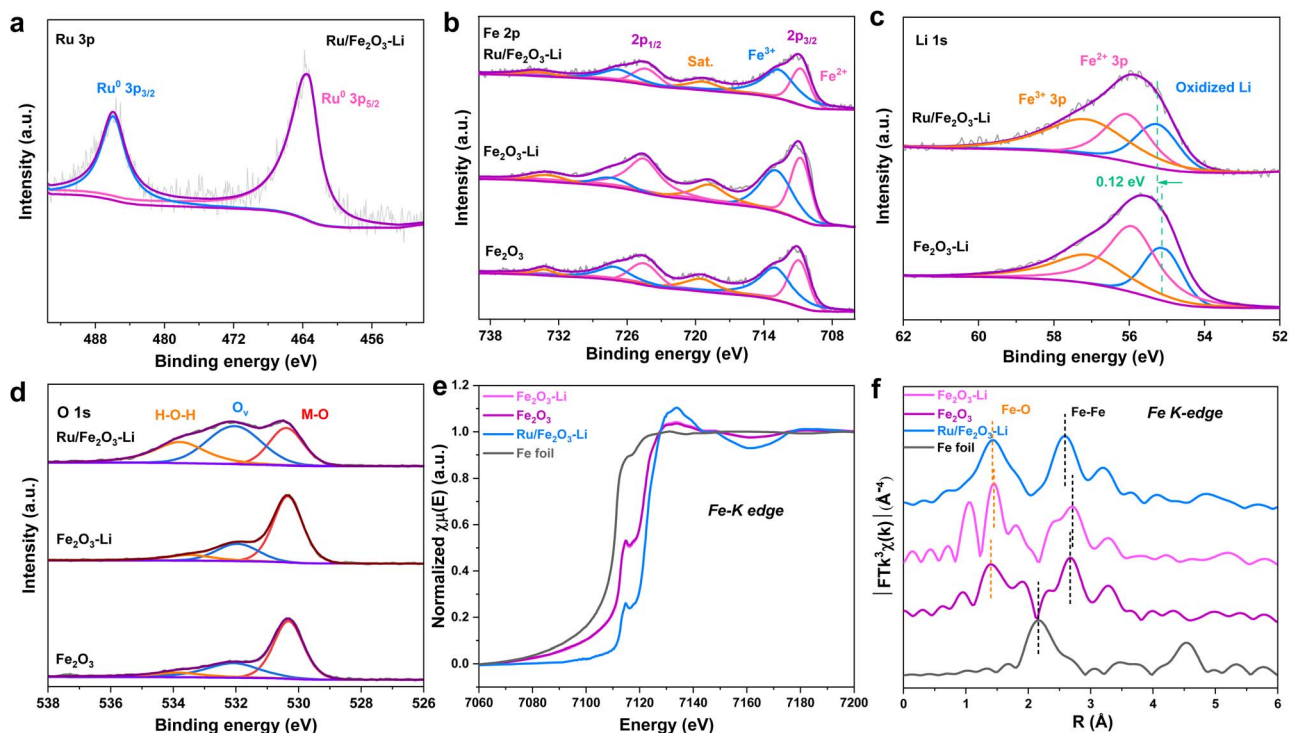 a
Ru 3p
Ru/Fe₂O₃-Li
Ru⁰ 3p₃/₂
Ru⁰ 3p₅/₂
Intensity (a.u.)
488 480 472 464 456
Binding energy (eV)
b
Fe 2p
Ru/Fe₂O₃-Li
2p₁/₂
Sat.
Fe³⁺
2p₃/₂
Fe²⁺
Fe₂O₃-Li
Fe₂O₃
Intensity (a.u.)
738 732 726 720 714 708
Binding energy (eV)
c
Li 1s
Fe²⁺ 3p
Fe³⁺ 3p
Oxidized Li
Ru/Fe₂O₃-Li
0.12 eV
Fe₂O₃-Li
Intensity (a.u.)
62 60 58 56 54 52
Binding energy (eV)
d
O 1s
H-O-H
Oᵥ
M-O
Ru/Fe₂O₃-Li
Fe₂O₃-Li
Fe₂O₃
Intensity (a.u.)
538 536 534 532 530 528 526
Binding energy (eV)
e
Fe₂O₃-Li
Fe₂O₃
Ru/Fe₂O₃-Li
Fe foil
Fe-K edge
Normalized χμ(E) (a.u.)
1.2
1.0
0.8
0.6
0.4
0.2
0.0
7060 7080 7100 7120 7140 7160 7180 7200
Energy (eV)
f
Fe₂O₃-Li
Fe₂O₃
Ru/Fe₂O₃-Li
Fe foil
Fe-O
Fe-Fe
Fe K-edge
|FTk³χ(k)| (Å⁻⁴)
0 1 2 3 4 5 6
R (Å)